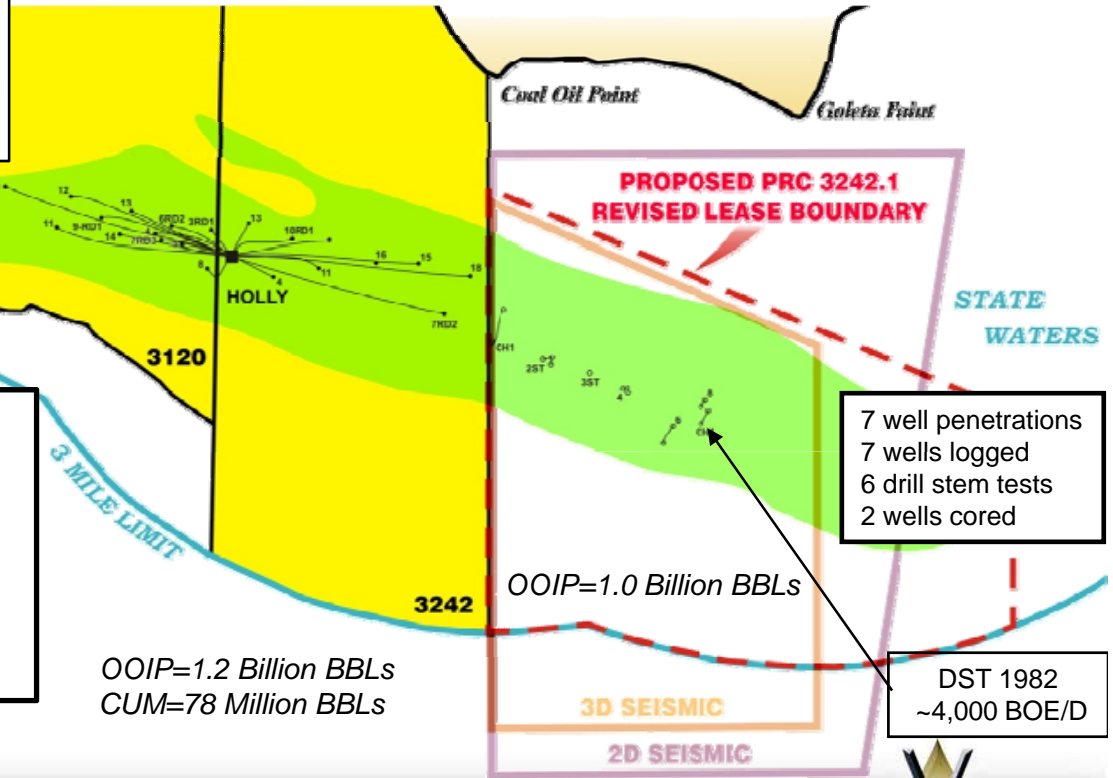 Coal Oil Point
Goleta Point
PROPOSED PRC 3242.1
REVISED LEASE BOUNDARY
STATE
WATERS
12
13
11
9-RD1
14
6RD2
3RD1
7RD3
8
4
13
10RD1
11
16
15
18
7RD2
HOLLY
3120
3 MILE LIMIT
3242
CH1
2ST
3ST
4
6
8
7 well penetrations
7 wells logged
6 drill stem tests
2 wells cored
OOIP=1.0 Billion BBLs
OOIP=1.2 Billion BBLs
CUM=78 Million BBLs
3D SEISMIC
2D SEISMIC
DST 1982
~4,000 BOE/D